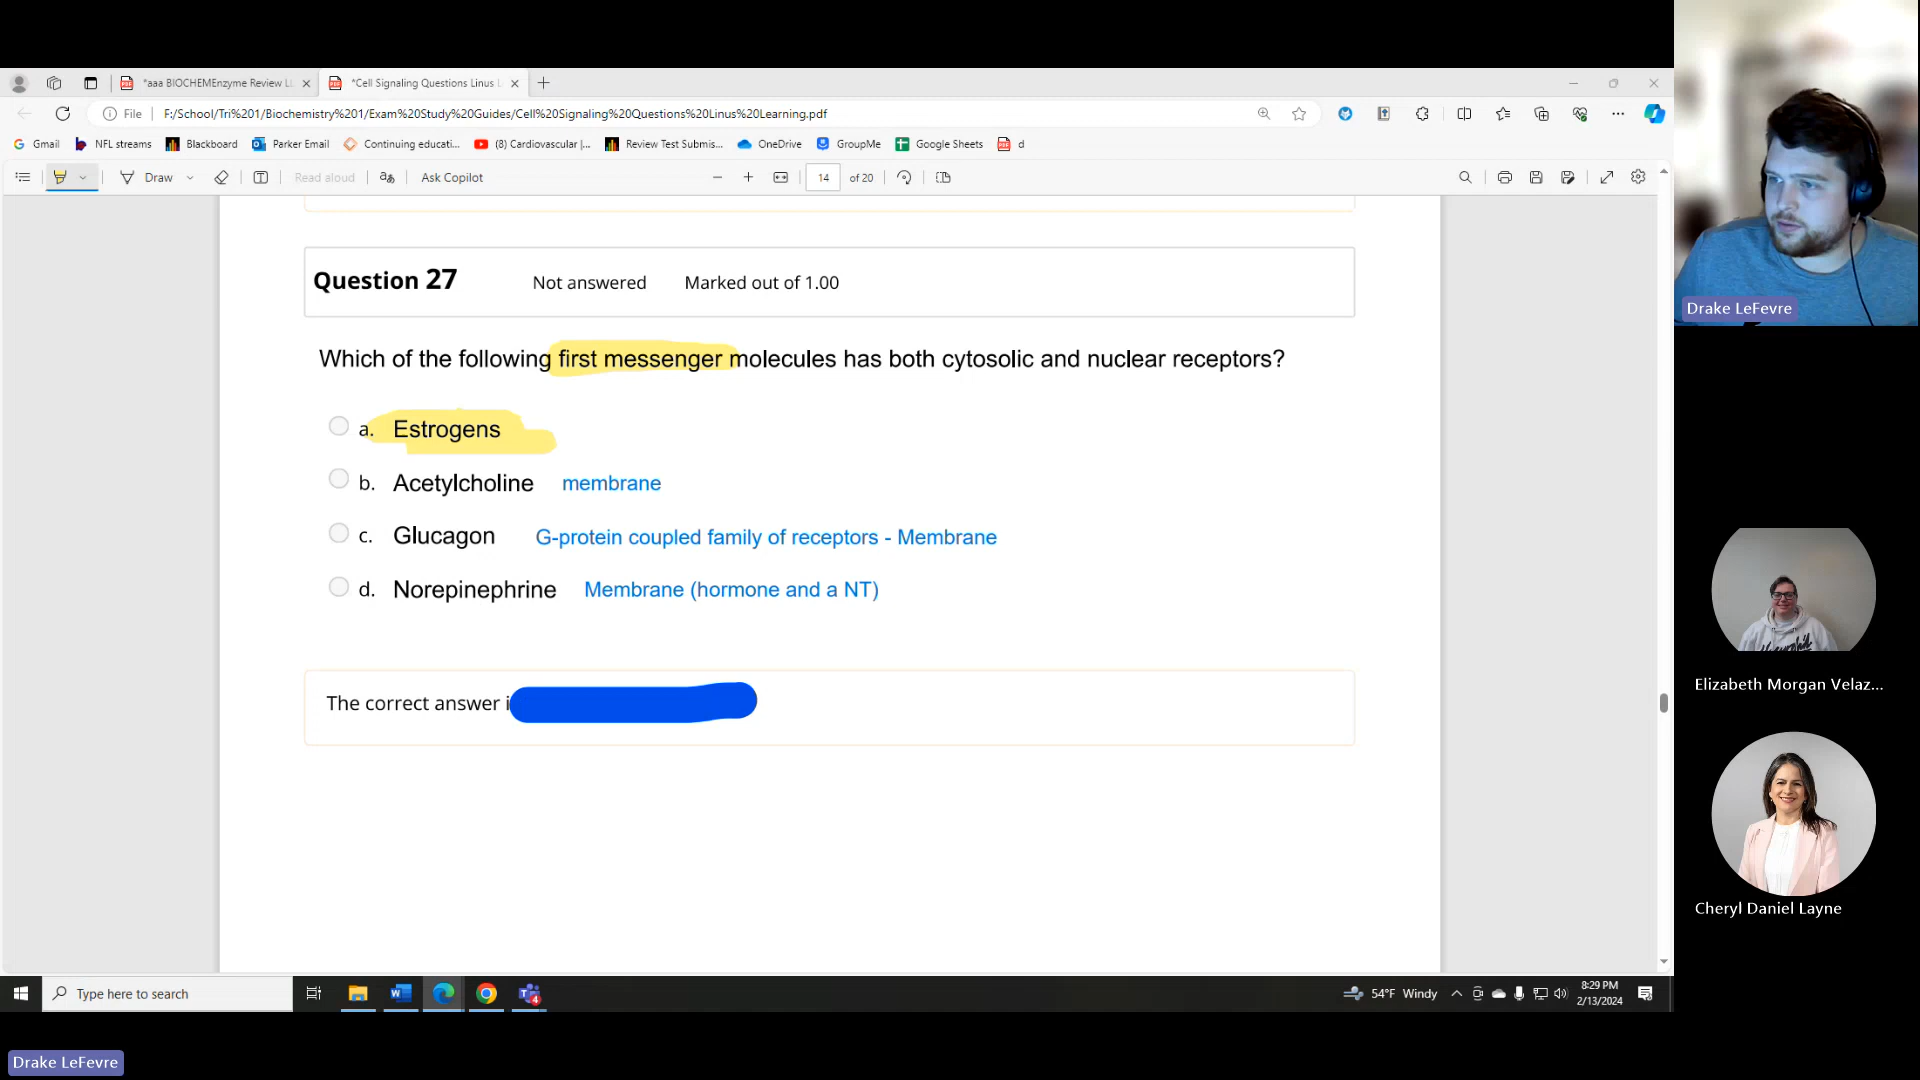 *aaa BIOCHEMEnzyme Review L
*Cell Signaling Questions Linus L
File
F:/School/Tri%201/Biochemistry%201/Exam%20Study%20Guides/Cell%20Signaling%20Questions%20Linus%20Learning.pdf
Gmail
NFL streams
Blackboard
Parker Email
Continuing educati...
(8) Cardiovascular |...
Review Test Submis...
OneDrive
GroupMe
Google Sheets
d
Draw
Read aloud
Ask Copilot
14
of 20
Question 27
Not answered
Marked out of 1.00
Which of the following first messenger molecules has both cytosolic and nuclear receptors?
a. Estrogens
b. Acetylcholine membrane
c. Glucagon G-protein coupled family of receptors - Membrane
d. Norepinephrine Membrane (hormone and a NT)
The correct answer i
Drake LeFevre
Elizabeth Morgan Velaz...
Cheryl Daniel Layne
Type here to search
54°F Windy
8:29 PM
2/13/2024
Drake LeFevre